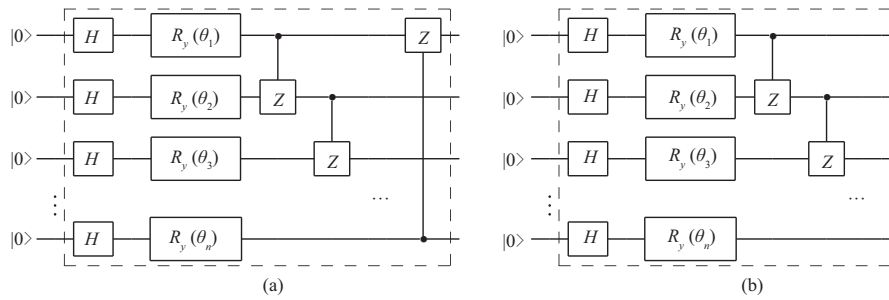 |0> H R_y (θ_1) Z |0> H R_y (θ_1)
|0> H R_y (θ_2) Z |0> H R_y (θ_2) Z
|0> H R_y (θ_3) Z |0> H R_y (θ_3) Z
⋮ ... ⋮ ...
|0> H R_y (θ_n) |0> H R_y (θ_n)
(a) (b)